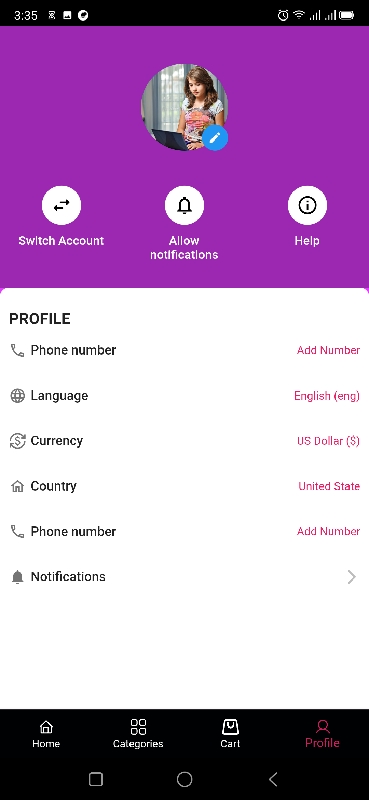 3:35
Switch Account
Allow
notifications
Help
PROFILE
Phone number Add Number
Language English (eng)
Currency US Dollar ($)
Country United State
Phone number Add Number
Notifications
Home Categories Cart Profile